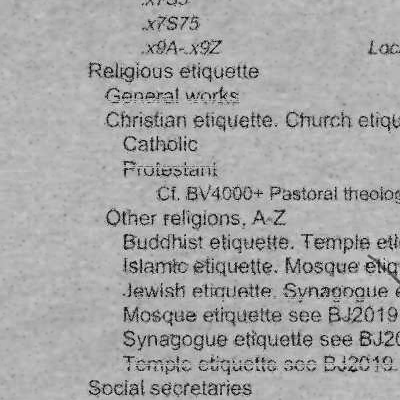 .x7S75
.x9A-.x9Z Loc
Religious etiquette
General works
Christian etiquette. Church etiqu
Catholic
Protestant
Cf. BV4000+ Pastoral theolog
Other religions, A-Z
Buddhist etiquette. Temple eti
Islamic etiquette. Mosque etiq
Jewish etiquette. Synagogue e
Mosque etiquette see BJ2019
Synagogue etiquette see BJ20
Temple etiquette see BJ2019.
Social secretaries